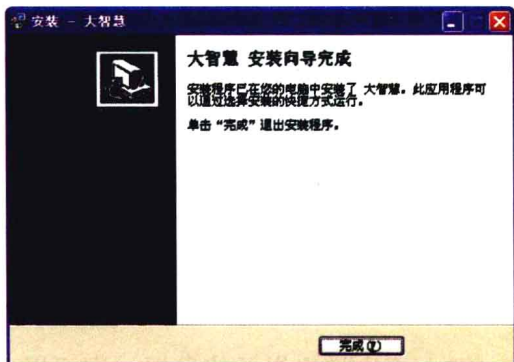 安装 - 大智慧
大智慧 安装向导完成
安装程序已在您的电脑中安装了 大智慧。此应用程序可
以通过选择安装的快捷方式运行。
单击“完成”退出安装程序。
完成(F)